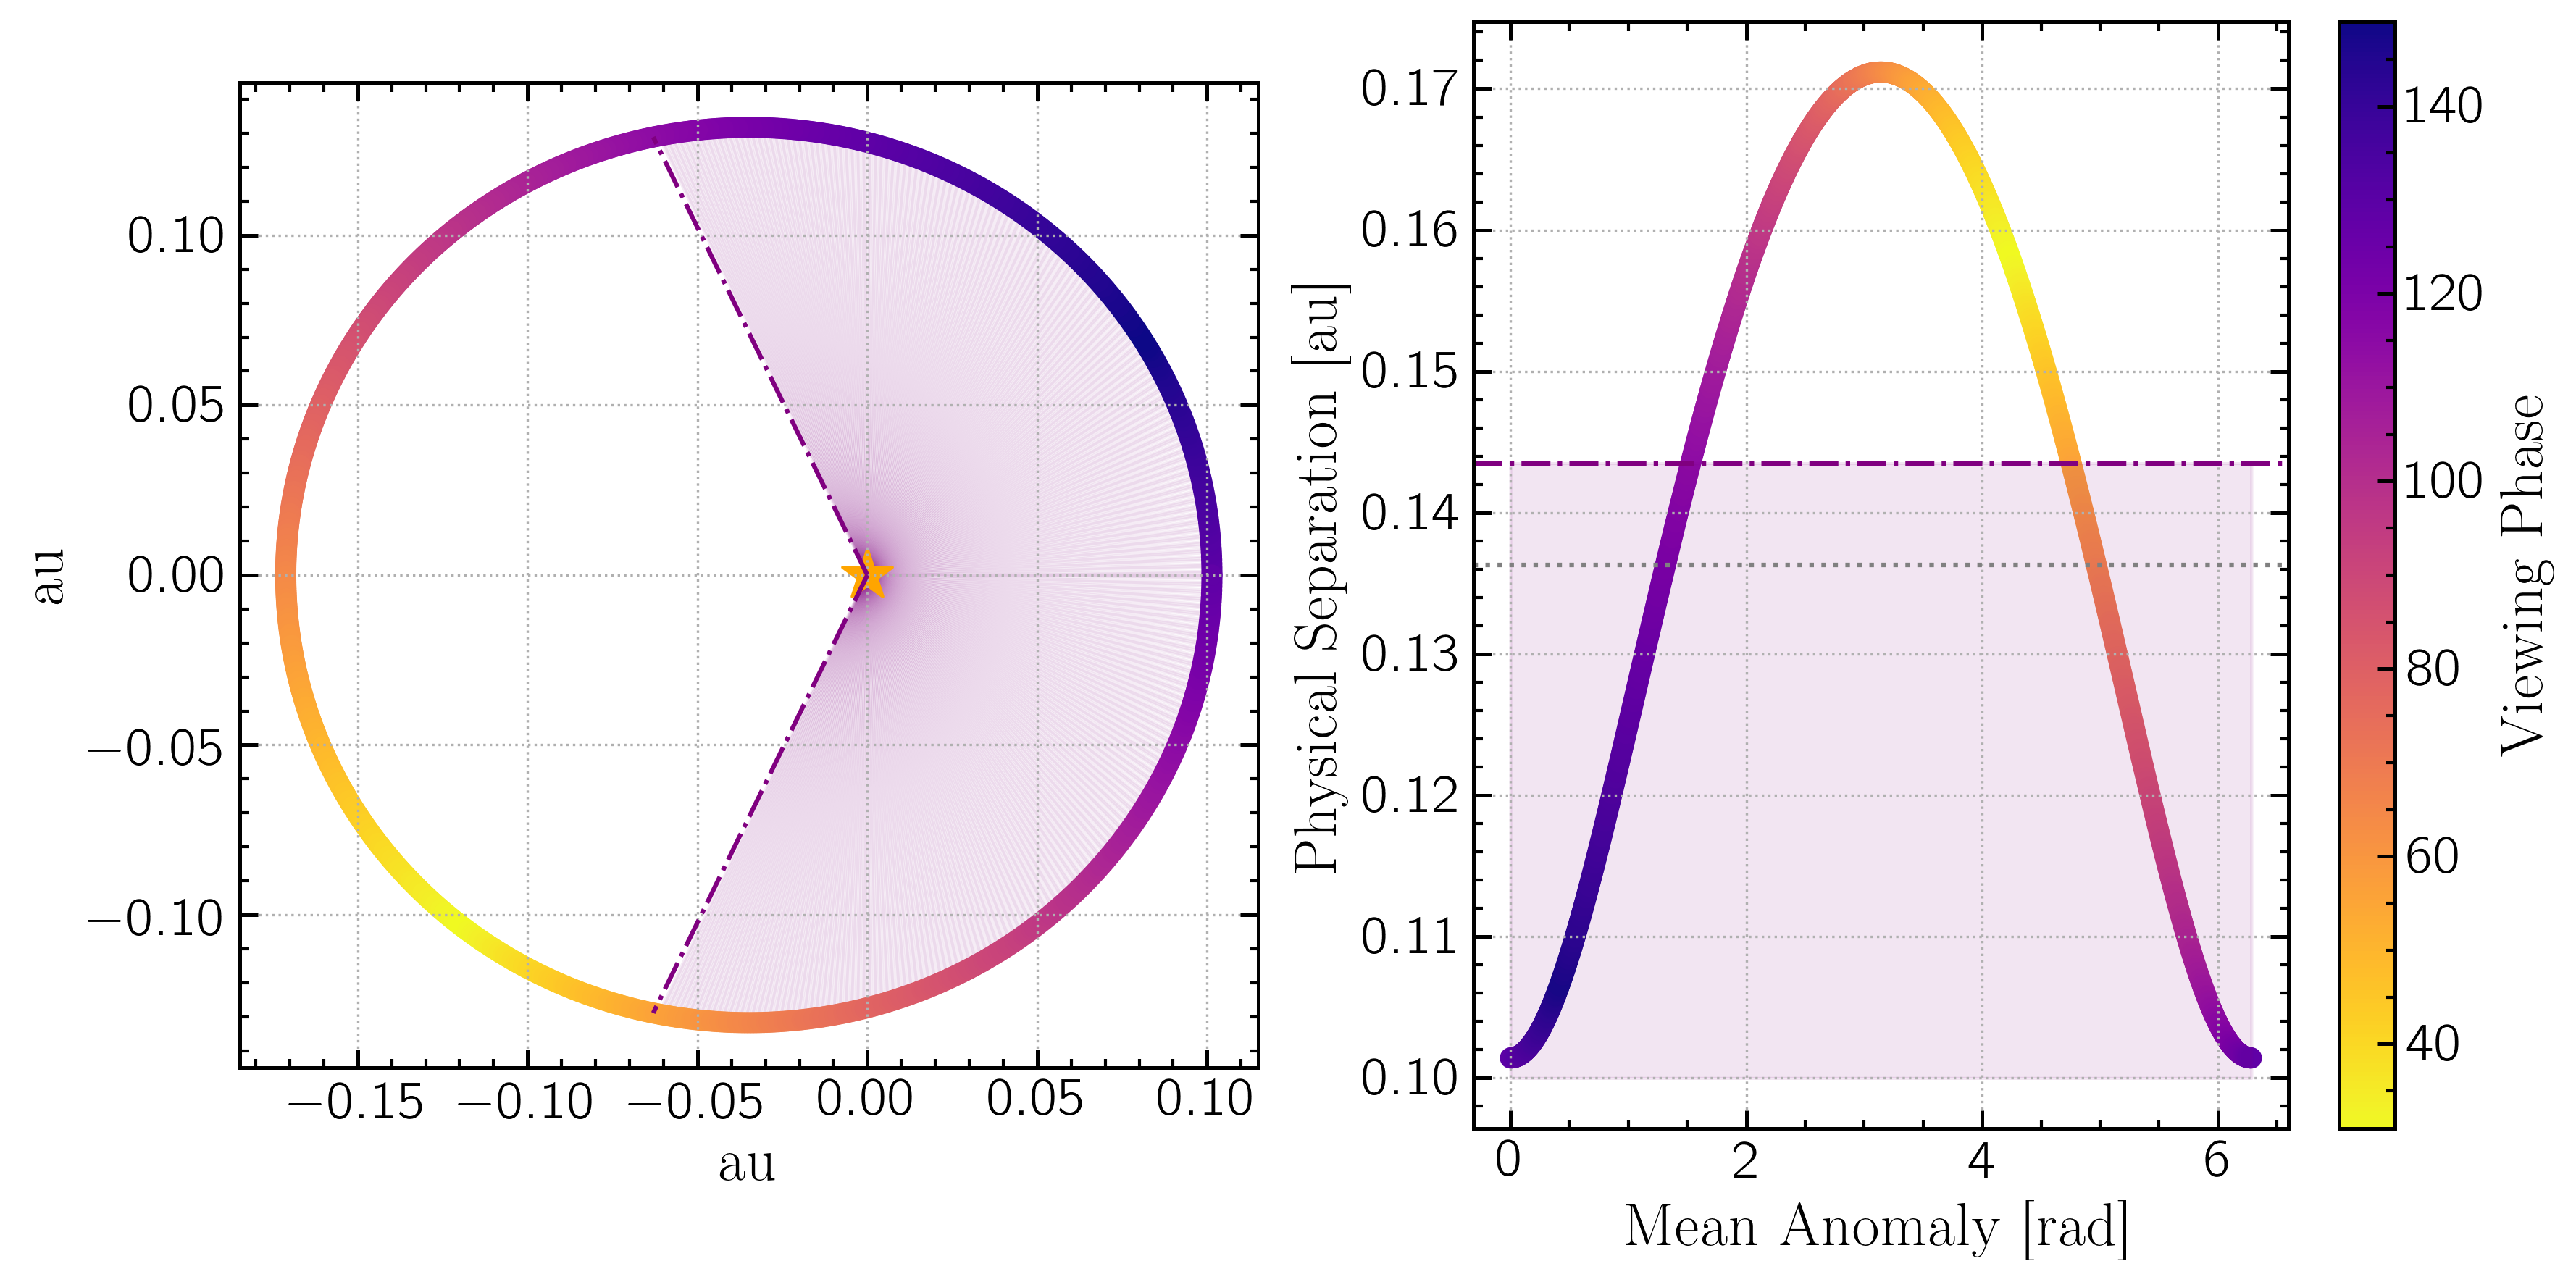 au
0.10
0.05
0.00
−0.05
−0.10
−0.15 −0.10 −0.05 0.00 0.05 0.10
au
Physical Separation [au]
0.17
0.16
0.15
0.14
0.13
0.12
0.11
0.10
0 2 4 6
Mean Anomaly [rad]
140
120
100
80
60
40
Viewing Phase